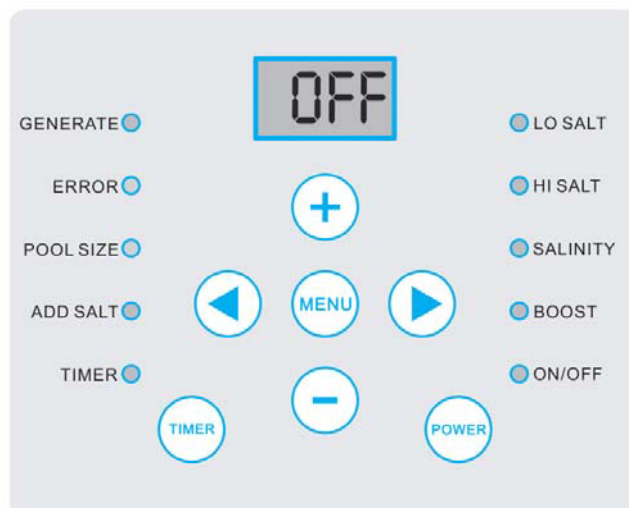 OFF
GENERATE
LO SALT
ERROR
HI SALT
+
POOL SIZE
SALINITY
ADD SALT
MENU
BOOST
TIMER
ON/OFF
-
TIMER
POWER